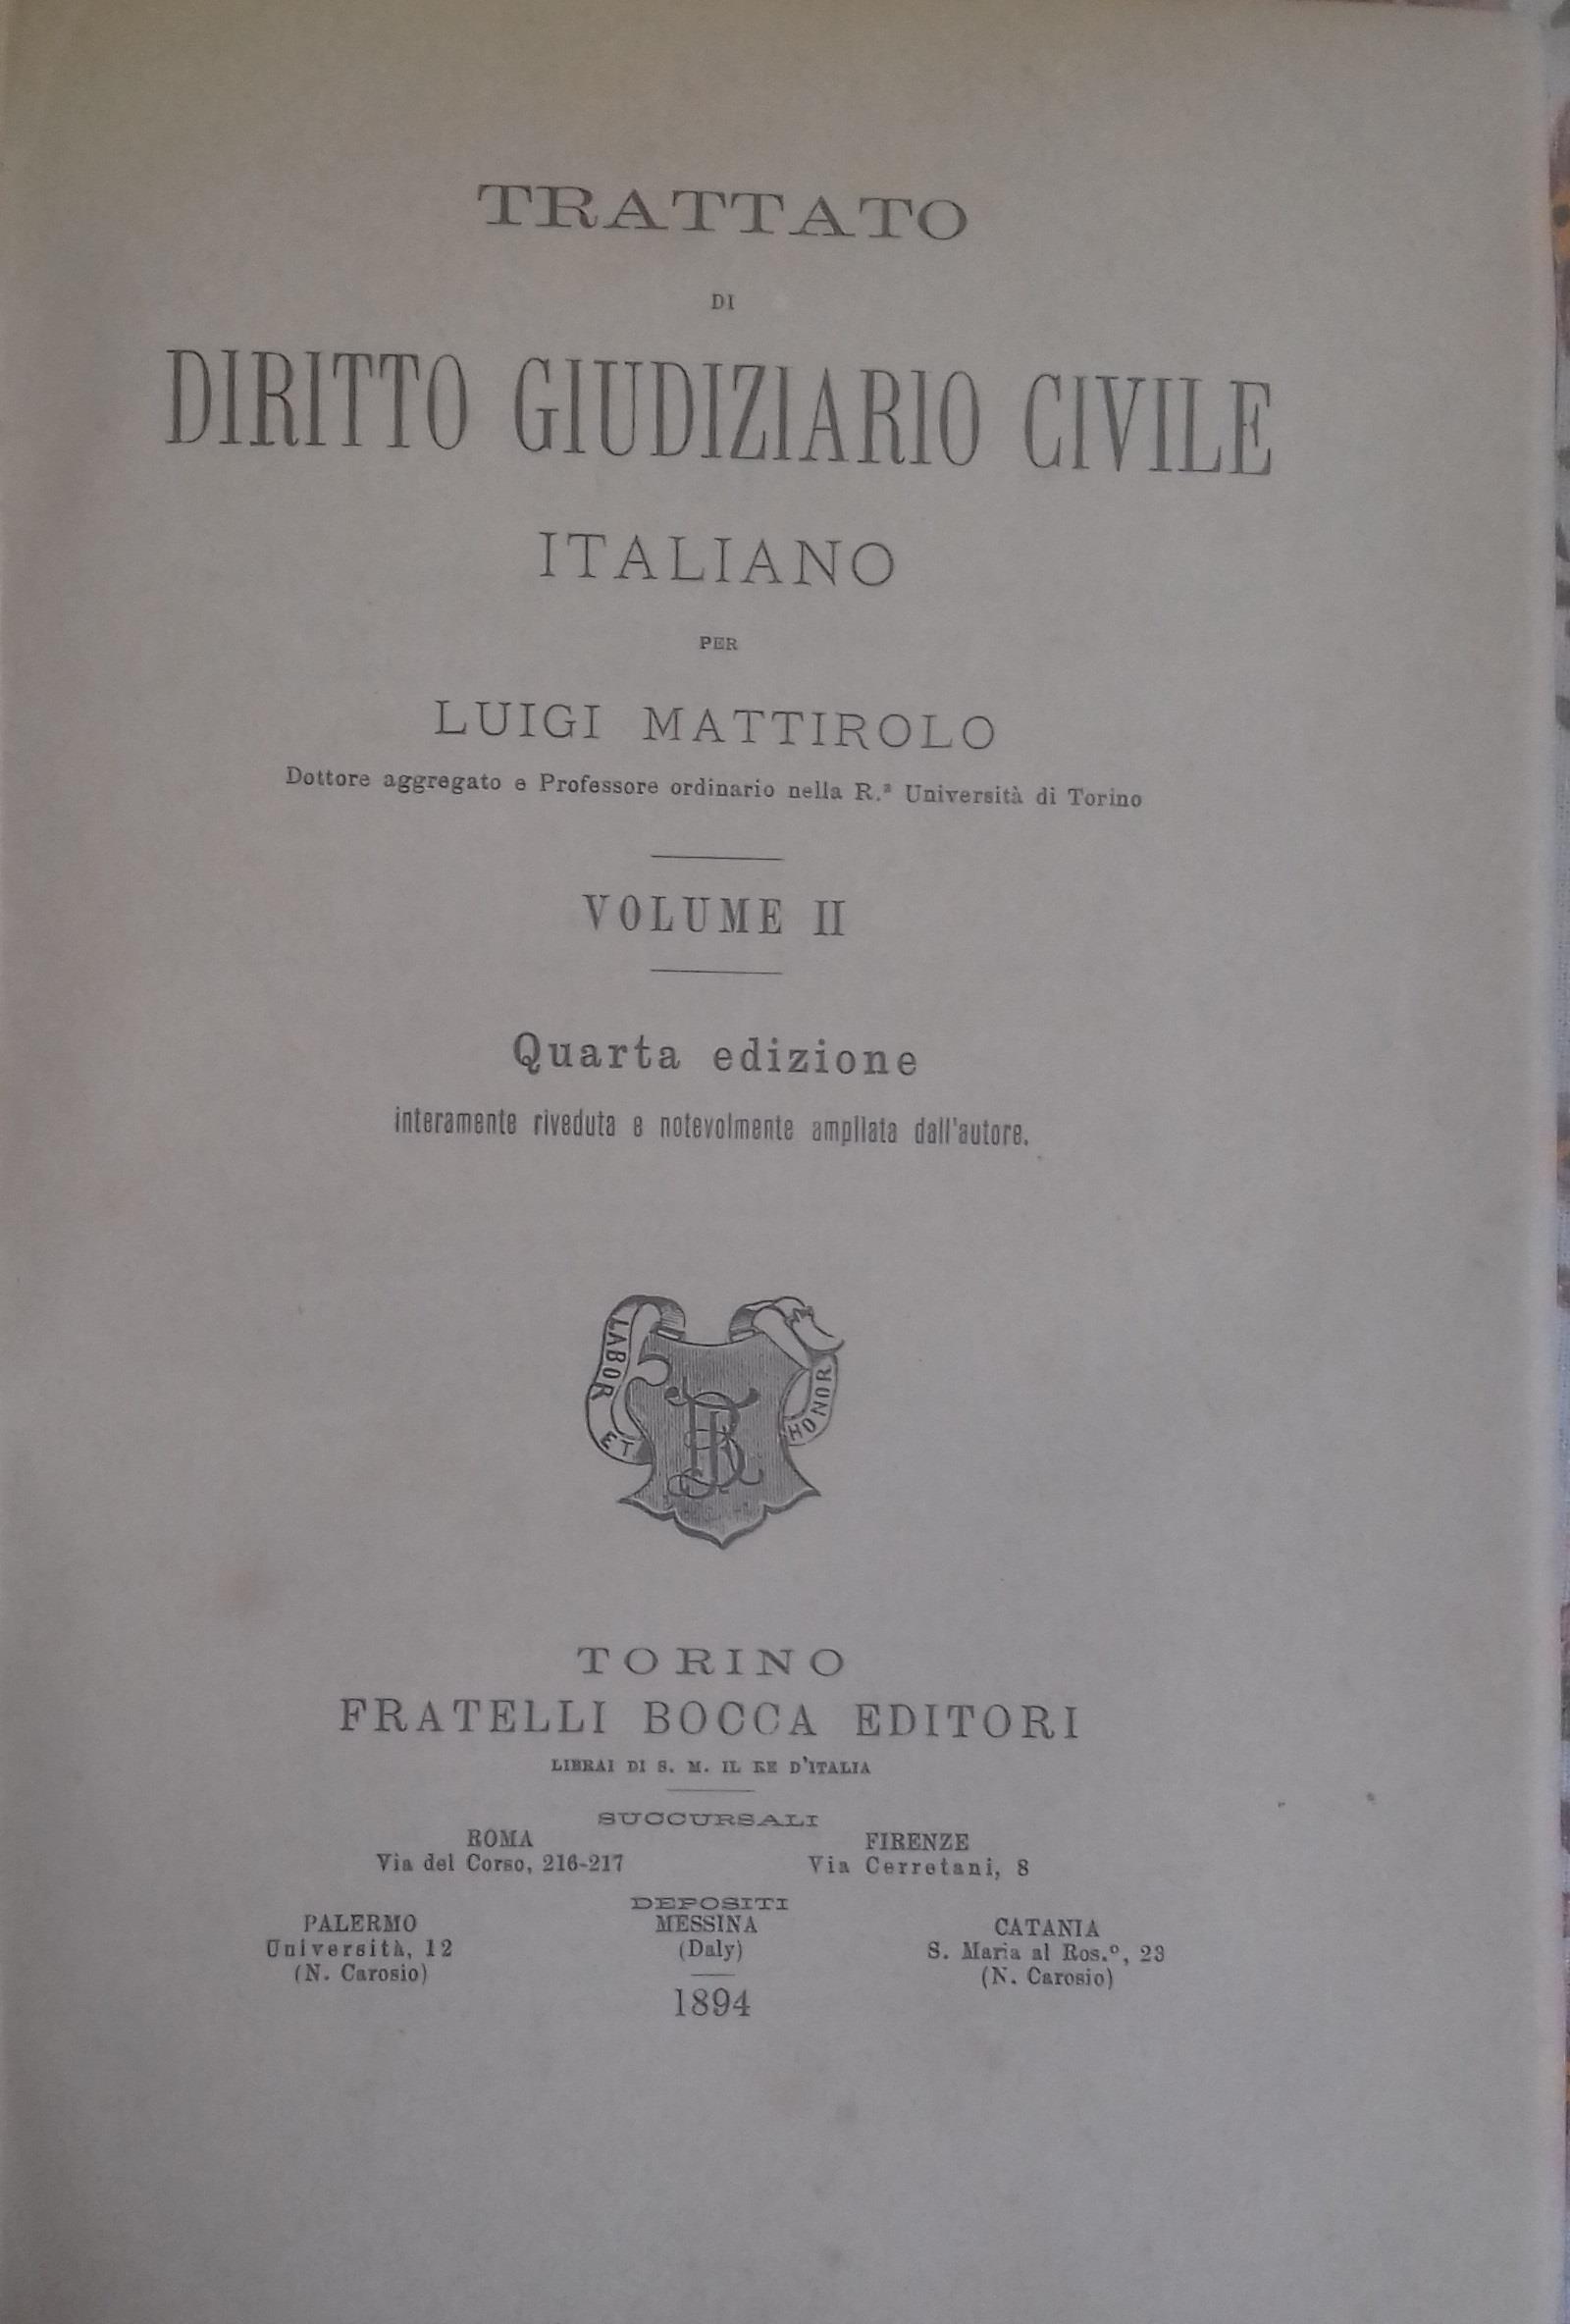 TRATTATO
DI
DIRITTO GIUDIZIARIO CIVILE
ITALIANO
PER
LUIGI MATTIROLO
Dottore aggregato e Professore ordinario nella R.ª Università di Torino
VOLUME II
Quarta edizione
interamente riveduta e notevolmente ampliata dall'autore.
LABOR ET HONOR
TORINO
FRATELLI BOCCA EDITORI
LIBRAI DI S. M. IL RE D'ITALIA
SUCCURSALI
ROMA FIRENZE
Via del Corso, 216-217 Via Cerretani, 8
DEPOSITI
PALERMO MESSINA CATANIA
Università, 12 (Daly) S. Maria al Ros.º, 23
(N. Carosio) (N. Carosio)
1894